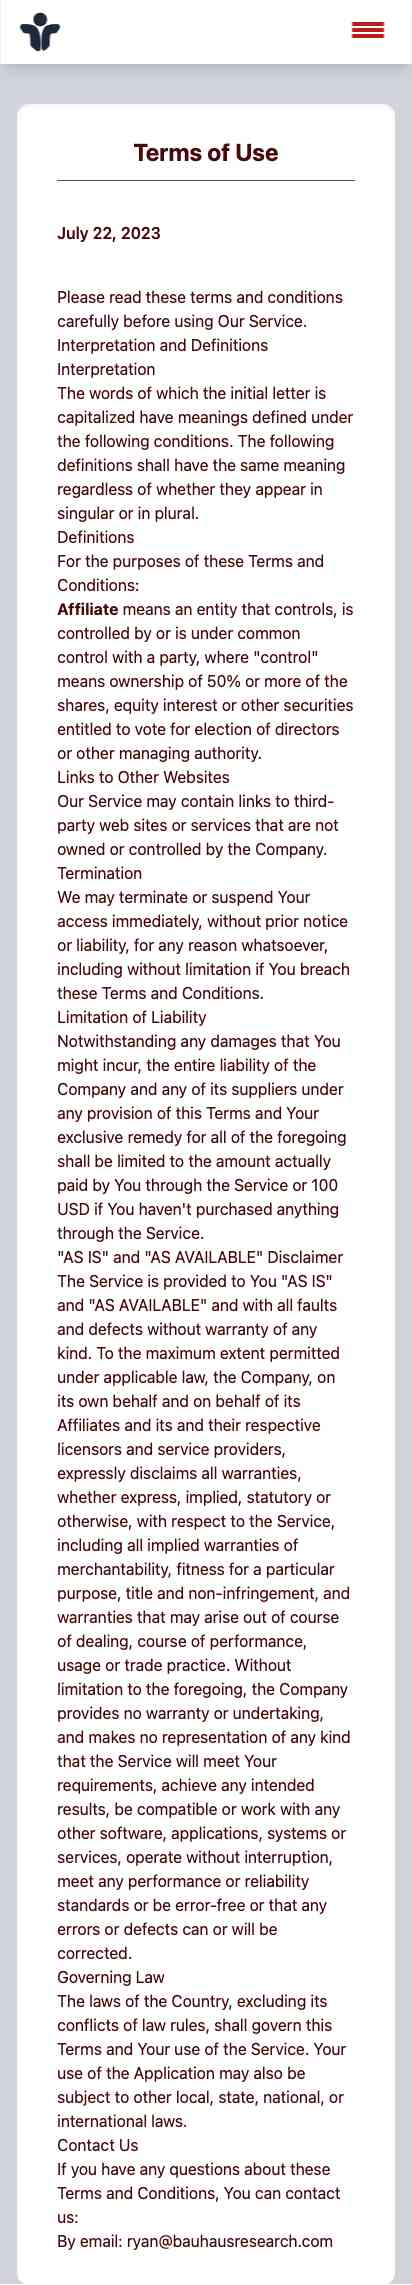 Terms of Use
July 22, 2023
Please read these terms and conditions
carefully before using Our Service.
Interpretation and Definitions
Interpretation
The words of which the initial letter is
capitalized have meanings defined under
the following conditions. The following
definitions shall have the same meaning
regardless of whether they appear in
singular or in plural.
Definitions
For the purposes of these Terms and
Conditions:
Affiliate means an entity that controls, is
controlled by or is under common
control with a party, where "control"
means ownership of 50% or more of the
shares, equity interest or other securities
entitled to vote for election of directors
or other managing authority.
Links to Other Websites
Our Service may contain links to third-
party web sites or services that are not
owned or controlled by the Company.
Termination
We may terminate or suspend Your
access immediately, without prior notice
or liability, for any reason whatsoever,
including without limitation if You breach
these Terms and Conditions.
Limitation of Liability
Notwithstanding any damages that You
might incur, the entire liability of the
Company and any of its suppliers under
any provision of this Terms and Your
exclusive remedy for all of the foregoing
shall be limited to the amount actually
paid by You through the Service or 100
USD if You haven't purchased anything
through the Service.
"AS IS" and "AS AVAILABLE" Disclaimer
The Service is provided to You "AS IS"
and "AS AVAILABLE" and with all faults
and defects without warranty of any
kind. To the maximum extent permitted
under applicable law, the Company, on
its own behalf and on behalf of its
Affiliates and its and their respective
licensors and service providers,
expressly disclaims all warranties,
whether express, implied, statutory or
otherwise, with respect to the Service,
including all implied warranties of
merchantability, fitness for a particular
purpose, title and non-infringement, and
warranties that may arise out of course
of dealing, course of performance,
usage or trade practice. Without
limitation to the foregoing, the Company
provides no warranty or undertaking,
and makes no representation of any kind
that the Service will meet Your
requirements, achieve any intended
results, be compatible or work with any
other software, applications, systems or
services, operate without interruption,
meet any performance or reliability
standards or be error-free or that any
errors or defects can or will be
corrected.
Governing Law
The laws of the Country, excluding its
conflicts of law rules, shall govern this
Terms and Your use of the Service. Your
use of the Application may also be
subject to other local, state, national, or
international laws.
Contact Us
If you have any questions about these
Terms and Conditions, You can contact
us:
By email: ryan@bauhausresearch.com